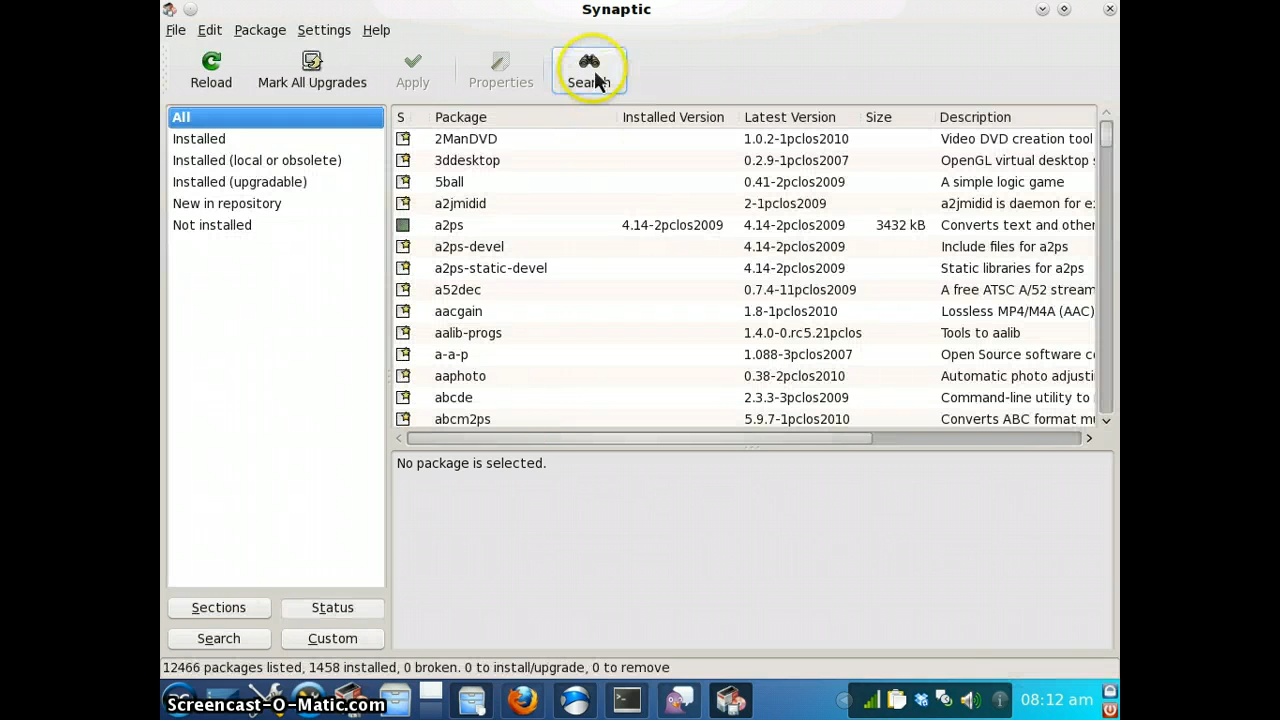 Synaptic
File Edit Package Settings Help
Reload Mark All Upgrades Apply Properties Search
All
Installed
Installed (local or obsolete)
Installed (upgradable)
New in repository
Not installed
S Package Installed Version Latest Version Size Description
2ManDVD 1.0.2-1pclos2010 Video DVD creation tool
3ddesktop 0.2.9-1pclos2007 OpenGL virtual desktop s
5ball 0.41-2pclos2009 A simple logic game
a2jmidid 2-1pclos2009 a2jmidid is daemon for e
a2ps 4.14-2pclos2009 4.14-2pclos2009 3432 kB Converts text and other
a2ps-devel 4.14-2pclos2009 Include files for a2ps
a2ps-static-devel 4.14-2pclos2009 Static libraries for a2ps
a52dec 0.7.4-11pclos2009 A free ATSC A/52 stream
aacgain 1.8-1pclos2010 Lossless MP4/M4A (AAC)
aalib-progs 1.4.0-0.rc5.21pclos Tools to aalib
a-a-p 1.088-3pclos2007 Open Source software c
aaphoto 0.38-2pclos2010 Automatic photo adjusti
abcde 2.3.3-3pclos2009 Command-line utility to
abcm2ps 5.9.7-1pclos2010 Converts ABC format mu
No package is selected.
Sections Status
Search Custom
12466 packages listed, 1458 installed, 0 broken. 0 to install/upgrade, 0 to remove
Screencast-O-Matic.com
08:12 am